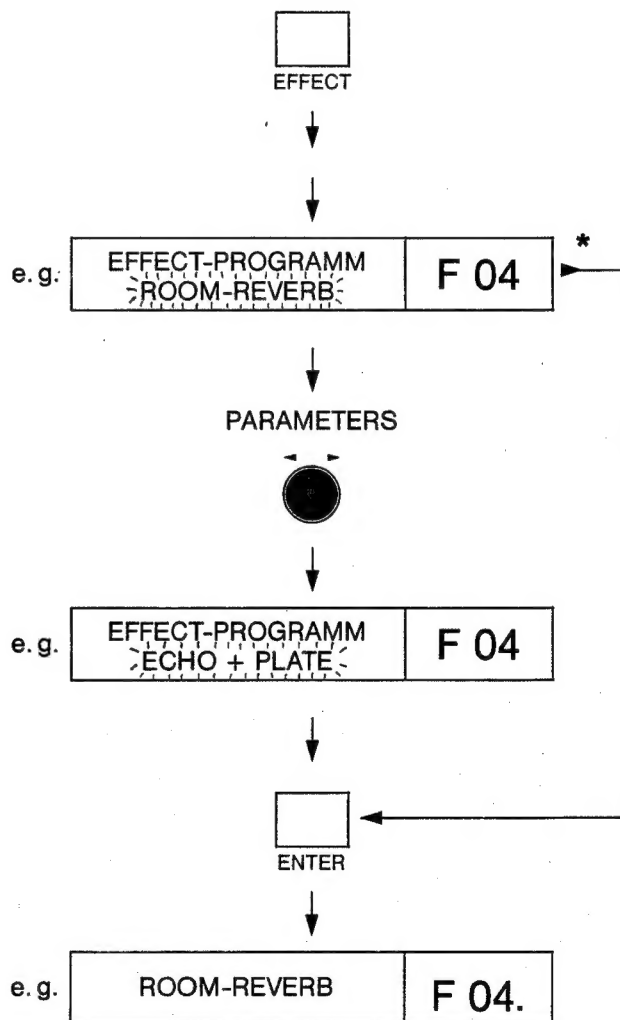 EFFECT
e. g. EFFECT-PROGRAMM F 04 *
ROOM-REVERB
PARAMETERS
e. g. EFFECT-PROGRAMM F 04
ECHO + PLATE
ENTER
e. g. ROOM-REVERB F 04.